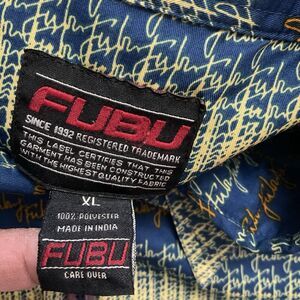 FUBU
SINCE 1992 REGISTERED TRADEMARK
THIS LABEL CERTIFIES THAT THIS
GARMENT HAS BEEN CONSTRUCTED
WITH THE HIGHEST QUALITY FABRIC
XL
100% POLYESTER
MADE IN INDIA
FUBU
CARE OVER